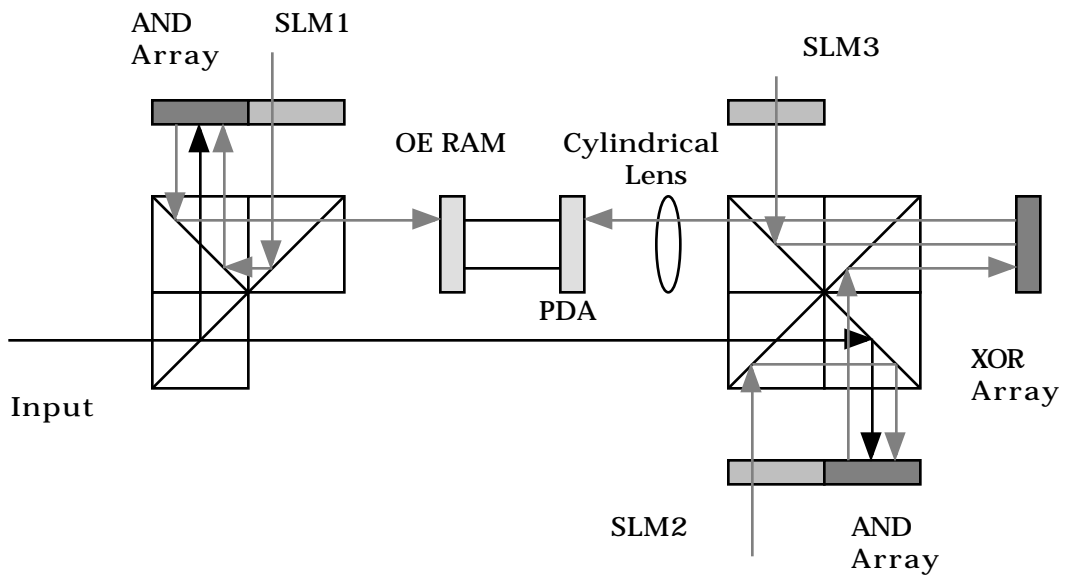 AND
Array
SLM1
SLM3
OE RAM
Cylindrical
Lens
PDA
XOR
Array
Input
SLM2
AND
Array